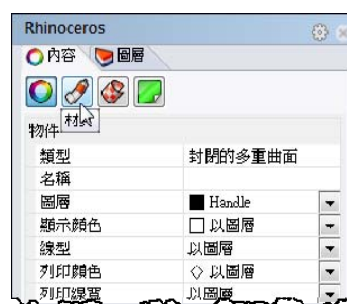 Rhinoceros
內容 圖層
材質
物件
類型 封閉的多重曲面
名稱
圖層 Handle
顯示顏色 以圖層
線型 以圖層
列印顏色 以圖層
列印線寬 以圖層